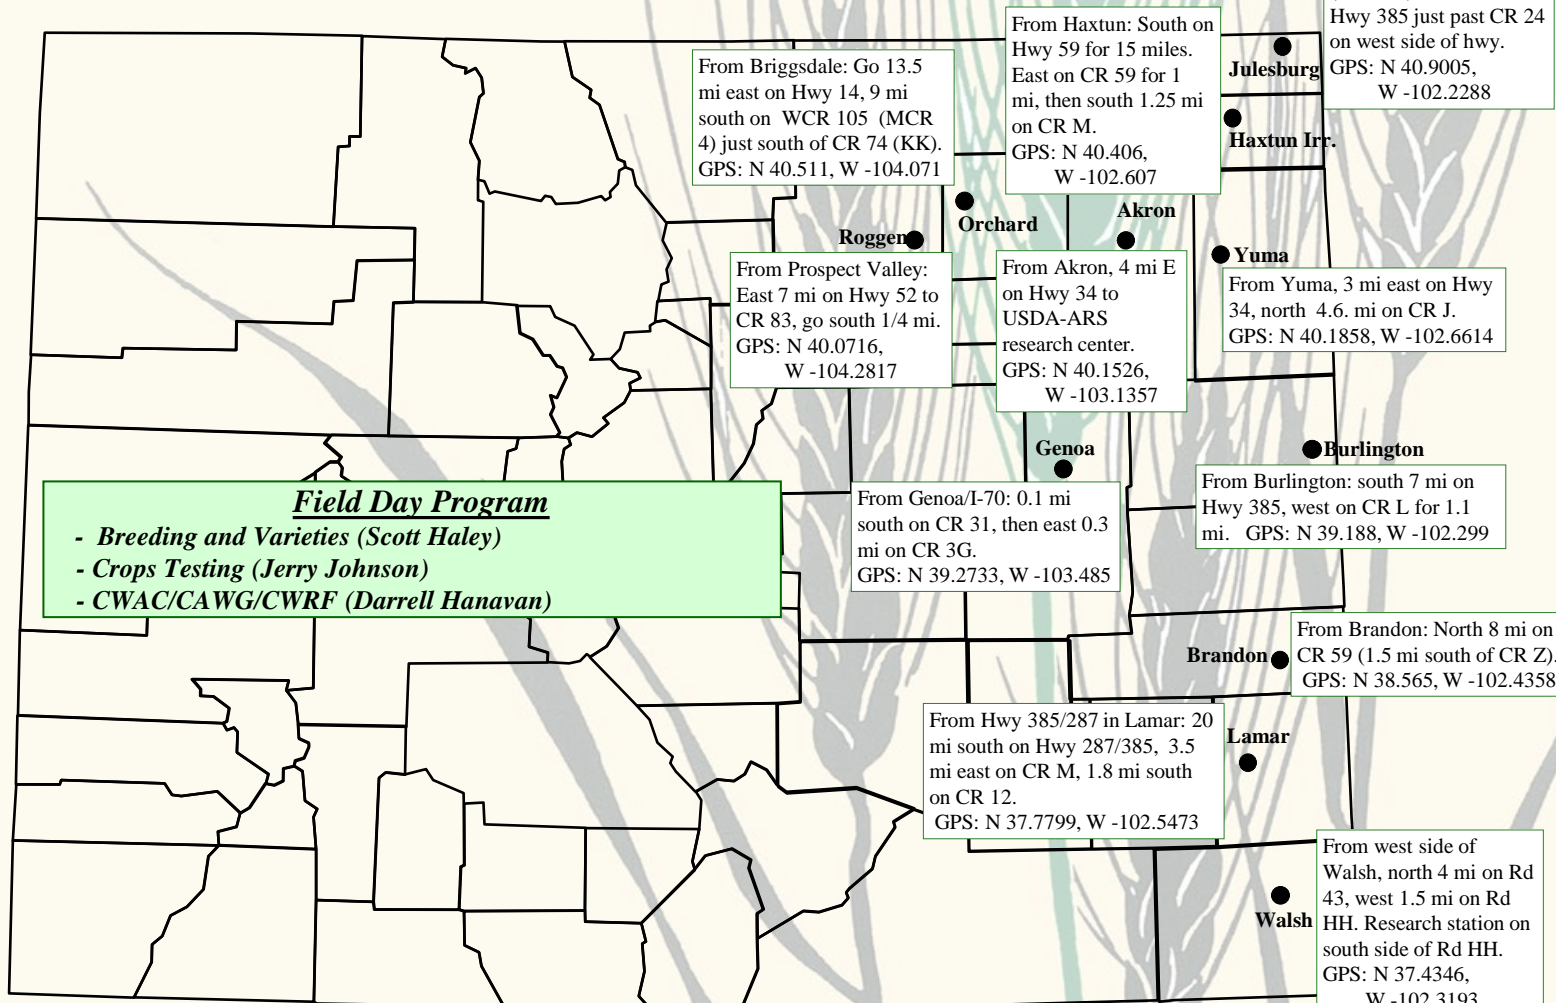 Hwy 385 just past CR 24
on west side of hwy.
GPS: N 40.9005,
W -102.2288
From Haxtun: South on
Hwy 59 for 15 miles.
East on CR 59 for 1
mi, then south 1.25 mi
on CR M.
GPS: N 40.406,
W -102.607
From Briggsdale: Go 13.5
mi east on Hwy 14, 9 mi
south on WCR 105 (MCR
4) just south of CR 74 (KK).
GPS: N 40.511, W -104.071
Julesburg
Haxtun Irr.
Orchard
Akron
Roggen
Yuma
From Prospect Valley:
East 7 mi on Hwy 52 to
CR 83, go south 1/4 mi.
GPS: N 40.0716,
W -104.2817
From Akron, 4 mi E
on Hwy 34 to
USDA-ARS
research center.
GPS: N 40.1526,
W -103.1357
From Yuma, 3 mi east on Hwy
34, north 4.6. mi on CR J.
GPS: N 40.1858, W -102.6614
Genoa
Burlington
From Burlington: south 7 mi on
Hwy 385, west on CR L for 1.1
mi. GPS: N 39.188, W -102.299
From Genoa/I-70: 0.1 mi
south on CR 31, then east 0.3
mi on CR 3G.
GPS: N 39.2733, W -103.485
Field Day Program
- Breeding and Varieties (Scott Haley)
- Crops Testing (Jerry Johnson)
- CWAC/CAWG/CWRF (Darrell Hanavan)
Brandon
From Brandon: North 8 mi on
CR 59 (1.5 mi south of CR Z).
GPS: N 38.565, W -102.4358
From Hwy 385/287 in Lamar: 20
mi south on Hwy 287/385, 3.5
mi east on CR M, 1.8 mi south
on CR 12.
GPS: N 37.7799, W -102.5473
Lamar
Walsh
From west side of
Walsh, north 4 mi on Rd
43, west 1.5 mi on Rd
HH. Research station on
south side of Rd HH.
GPS: N 37.4346,
W -102.3193